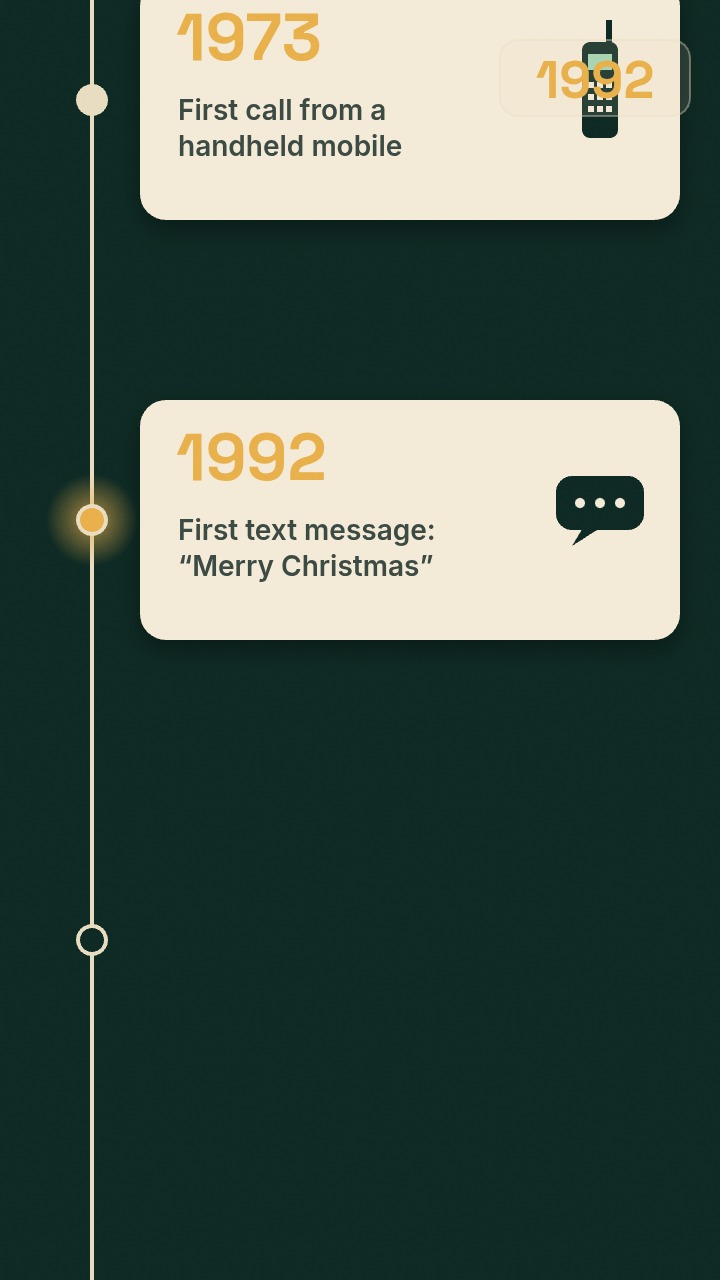 1973
First call from a
handheld mobile
1992
1992
First text message:
“Merry Christmas”